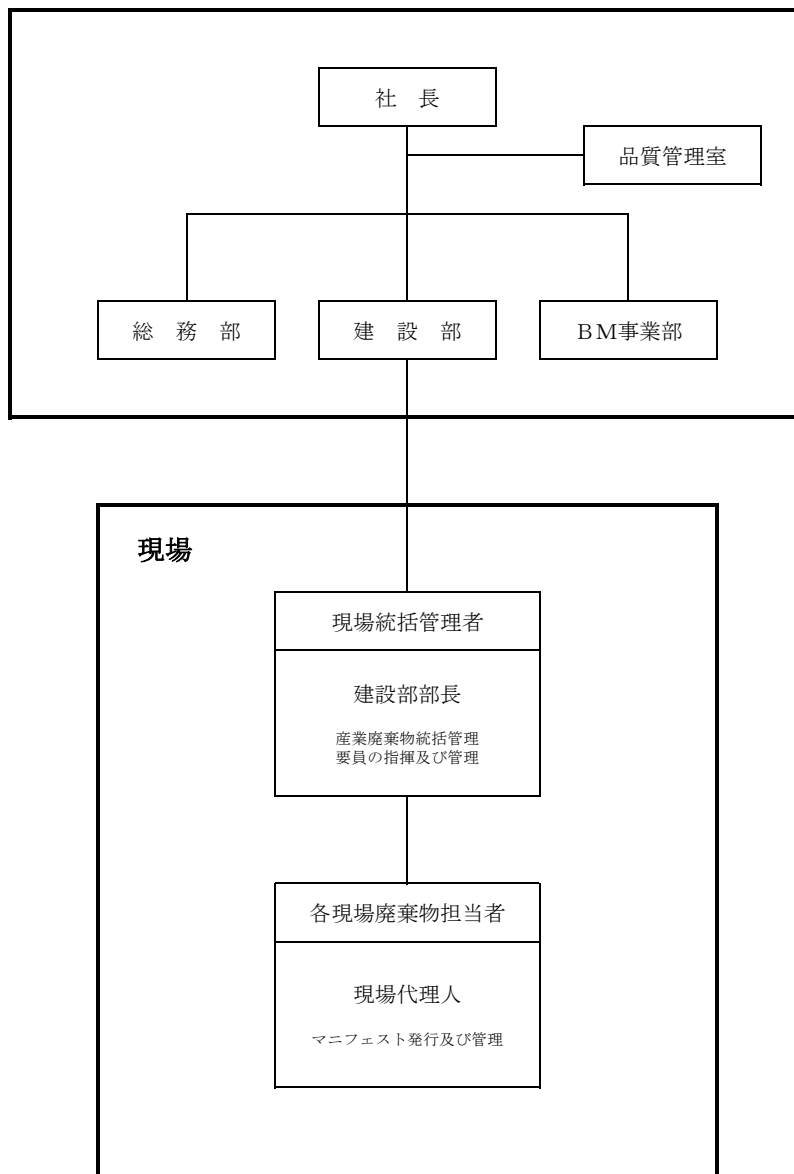 社　長
品質管理室
総　務　部
建　設　部
ＢＭ事業部
現場
現場統括管理者
建設部部長
産業廃棄物統括管理
要員の指揮及び管理
各現場廃棄物担当者
現場代理人
マニフェスト発行及び管理